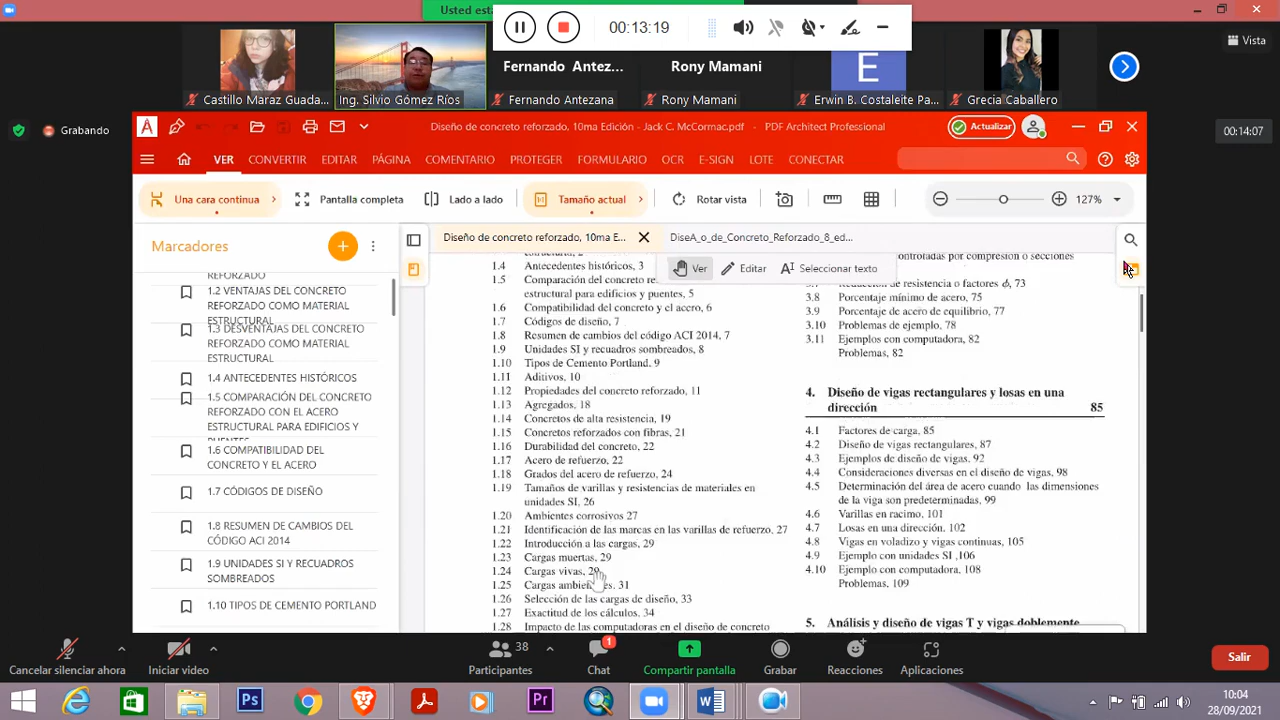 Usted está
00:13:19
Vista
Castillo Maraz Guada...
Ing. Silvio Gómez Ríos
Fernando Antez...
Fernando Antezana
Rony Mamani
Rony Mamani
E
Erwin B. Costaleite Pa...
Grecia Caballero
Grabando
00:14:07
Diseño de concreto reforzado, 10ma Edición - Jack C. McCormac.pdf - PDF Architect Professional
Actualizar
VER CONVERTIR EDITAR PÁGINA COMENTARIO PROTEGER FORMULARIO OCR E-SIGN LOTE CONECTAR
Una cara continua
Pantalla completa
Lado a lado
Tamaño actual
Rotar vista
127%
Marcadores
Diseño de concreto reforzado, 10ma E...
DiseA_o_de_Concreto_Reforzado_8_ed...
Ver
Editar
Seleccionar texto
REFORZADO
1.2 VENTAJAS DEL CONCRETO
REFORZADO COMO MATERIAL
ESTRUCTURAL
1.3 DESVENTAJAS DEL CONCRETO
REFORZADO COMO MATERIAL
ESTRUCTURAL
1.4 ANTECEDENTES HISTÓRICOS
1.5 COMPARACIÓN DEL CONCRETO
REFORZADO CON EL ACERO
ESTRUCTURAL PARA EDIFICIOS Y
PUENTES
1.6 COMPATIBILIDAD DEL
CONCRETO Y EL ACERO
1.7 CÓDIGOS DE DISEÑO
1.8 RESUMEN DE CAMBIOS DEL
CÓDIGO ACI 2014
1.9 UNIDADES SI Y RECUADROS
SOMBREADOS
1.10 TIPOS DE CEMENTO PORTLAND
estructural, 2
1.4 Antecedentes históricos, 3
1.5 Comparación del concreto
estructural para edificios y puentes, 5
1.6 Compatibilidad del concreto y el acero, 6
1.7 Códigos de diseño, 7
1.8 Resumen de cambios del código ACI 2014, 7
1.9 Unidades SI y recuadros sombreados, 8
1.10 Tipos de Cemento Portland. 9
1.11 Aditivos, 10
1.12 Propiedades del concreto reforzado, 11
1.13 Agregados, 18
1.14 Concretos de alta resistencia, 19
1.15 Concretos reforzados con fibras, 21
1.16 Durabilidad del concreto, 22
1.17 Acero de refuerzo, 22
1.18 Grados del acero de refuerzo, 24
1.19 Tamaños de varillas y resistencias de materiales en
unidades SI, 26
1.20 Ambientes corrosivos 27
1.21 Identificación de las marcas en las varillas de refuerzo, 27
1.22 Introducción a las cargas, 29
1.23 Cargas muertas, 29
1.24 Cargas vivas, 29
1.25 Cargas ambientales, 31
1.26 Selección de las cargas de diseño, 33
1.27 Exactitud de los cálculos, 34
1.28 Impacto de las computadoras en el diseño de concreto
controladas por compresión o secciones
3.7 Reducción de resistencia o factores ϕ, 73
3.8 Porcentaje mínimo de acero, 75
3.9 Porcentaje de acero de equilibrio, 77
3.10 Problemas de ejemplo, 78
3.11 Ejemplos con computadora, 82
Problemas, 82
4. Diseño de vigas rectangulares y losas en una
dirección 85
4.1 Factores de carga, 85
4.2 Diseño de vigas rectangulares, 87
4.3 Ejemplos de diseño de vigas, 92
4.4 Consideraciones diversas en el diseño de vigas, 98
4.5 Determinación del área de acero cuando las dimensiones
de la viga son predeterminadas, 99
4.6 Varillas en racimo, 101
4.7 Losas en una dirección, 102
4.8 Vigas en voladizo y vigas continuas, 105
4.9 Ejemplo con unidades SI ,106
4.10 Ejemplo con computadora, 108
Problemas, 109
5. Análisis y diseño de vigas T y vigas doblemente
Cancelar silenciar ahora
Iniciar video
38
Participantes
1
Chat
Compartir pantalla
Grabar
Reacciones
Aplicaciones
Salir
Ps
Pr
10:04
28/09/2021